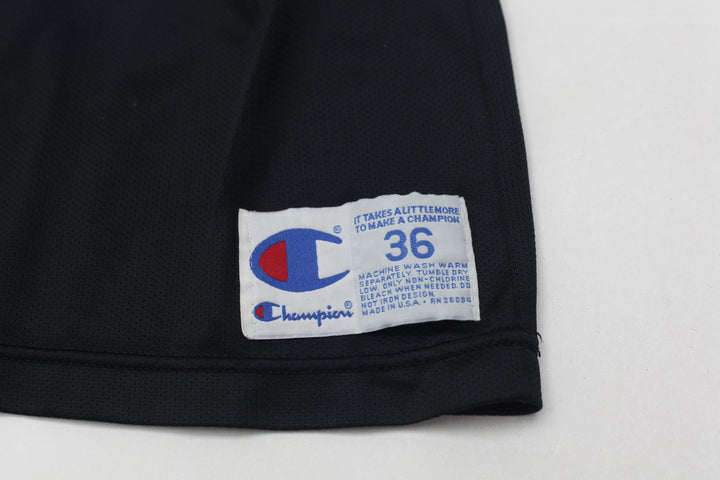 IT TAKES A LITTLE MORE
TO MAKE A CHAMPION
®
36
MACHINE WASH WARM
SEPARATELY. TUMBLE DRY
LOW. ONLY NON-CHLORINE
BLEACH WHEN NEEDED. DO
NOT IRON DESIGN.
MADE IN U.S.A. • RN 26094
Champion®